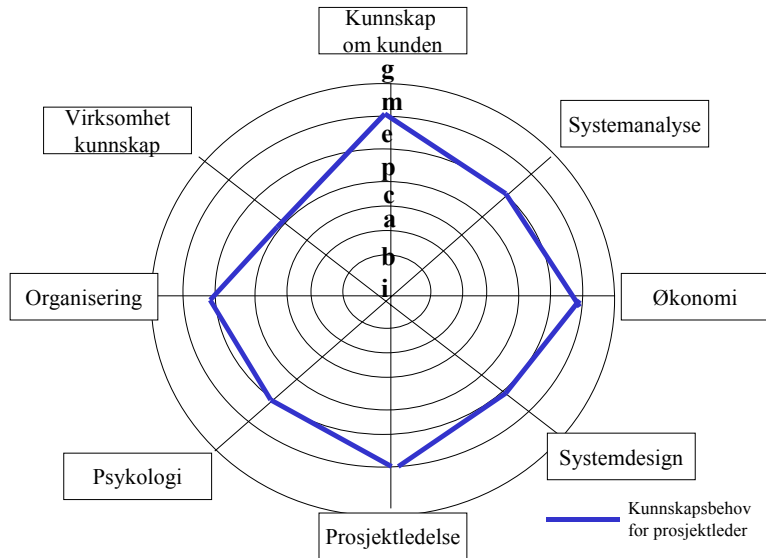 Kunnskap
om kunden
g
m
e
p
c
a
b
i
Virksomhet
kunnskap
Systemanalyse
Organisering
Økonomi
Psykologi
Systemdesign
Prosjektledelse
Kunnskapsbehov
for prosjektleder